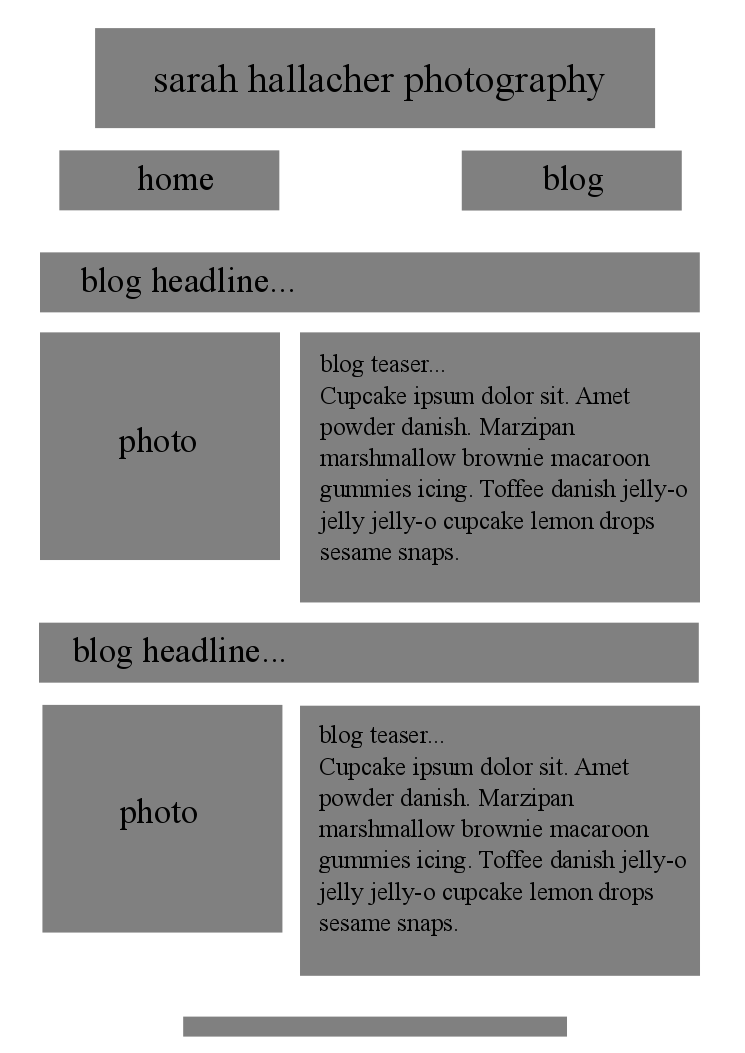 sarah hallacher photography
home
blog
blog headline...
photo
blog teaser...
Cupcake ipsum dolor sit. Amet
powder danish. Marzipan
marshmallow brownie macaroon
gummies icing. Toffee danish jelly-o
jelly jelly-o cupcake lemon drops
sesame snaps.
blog headline...
photo
blog teaser...
Cupcake ipsum dolor sit. Amet
powder danish. Marzipan
marshmallow brownie macaroon
gummies icing. Toffee danish jelly-o
jelly jelly-o cupcake lemon drops
sesame snaps.